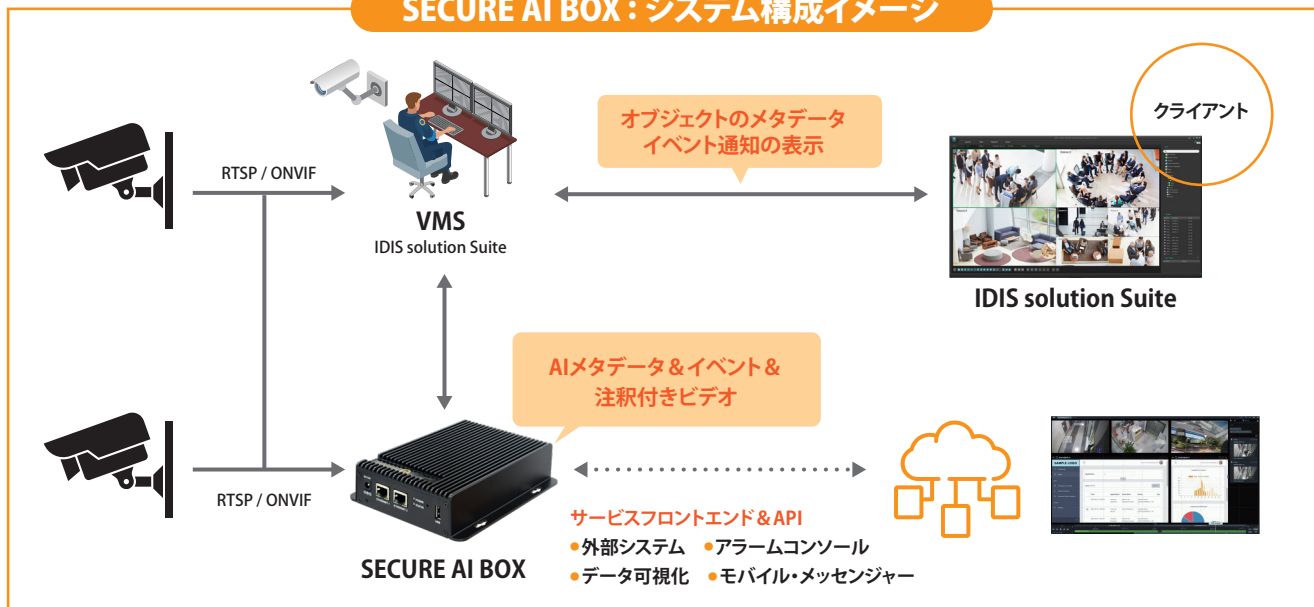 SECURE AI BOX：システム構成イメージ
クライアント
オブジェクトのメタデータ
イベント通知の表示
RTSP / ONVIF
VMS
IDIS solution Suite
IDIS solution Suite
AIメタデータ＆イベント＆
注釈付きビデオ
RTSP / ONVIF
SECURE AI BOX
サービスフロントエンド＆API
●外部システム ●アラームコンソール
●データ可視化 ●モバイル・メッセンジャー
SAMPLE LOGO